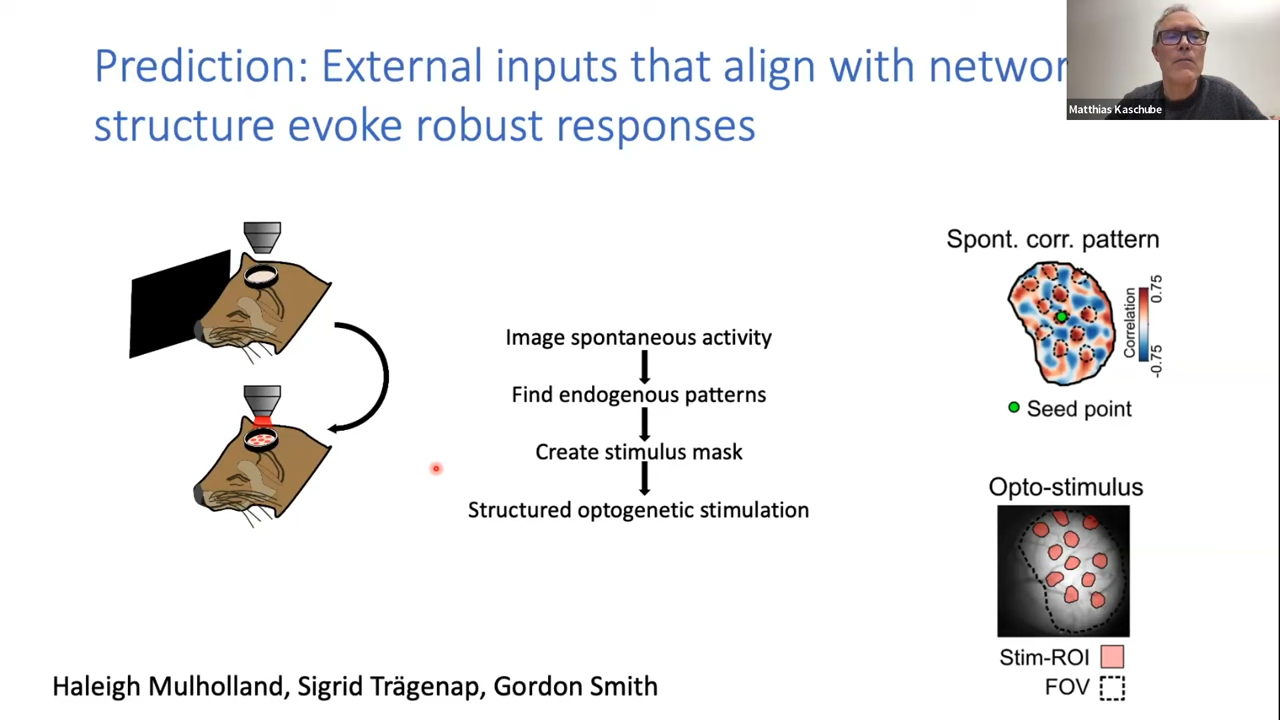 Prediction: External inputs that align with networ
structure evoke robust responses
Matthias Kaschube
Image spontaneous activity
Find endogenous patterns
Create stimulus mask
Structured optogenetic stimulation
Spont. corr. pattern
Correlation
0.75
-0.75
Seed point
Opto-stimulus
Stim-ROI
FOV
Haleigh Mulholland, Sigrid Trägenap, Gordon Smith